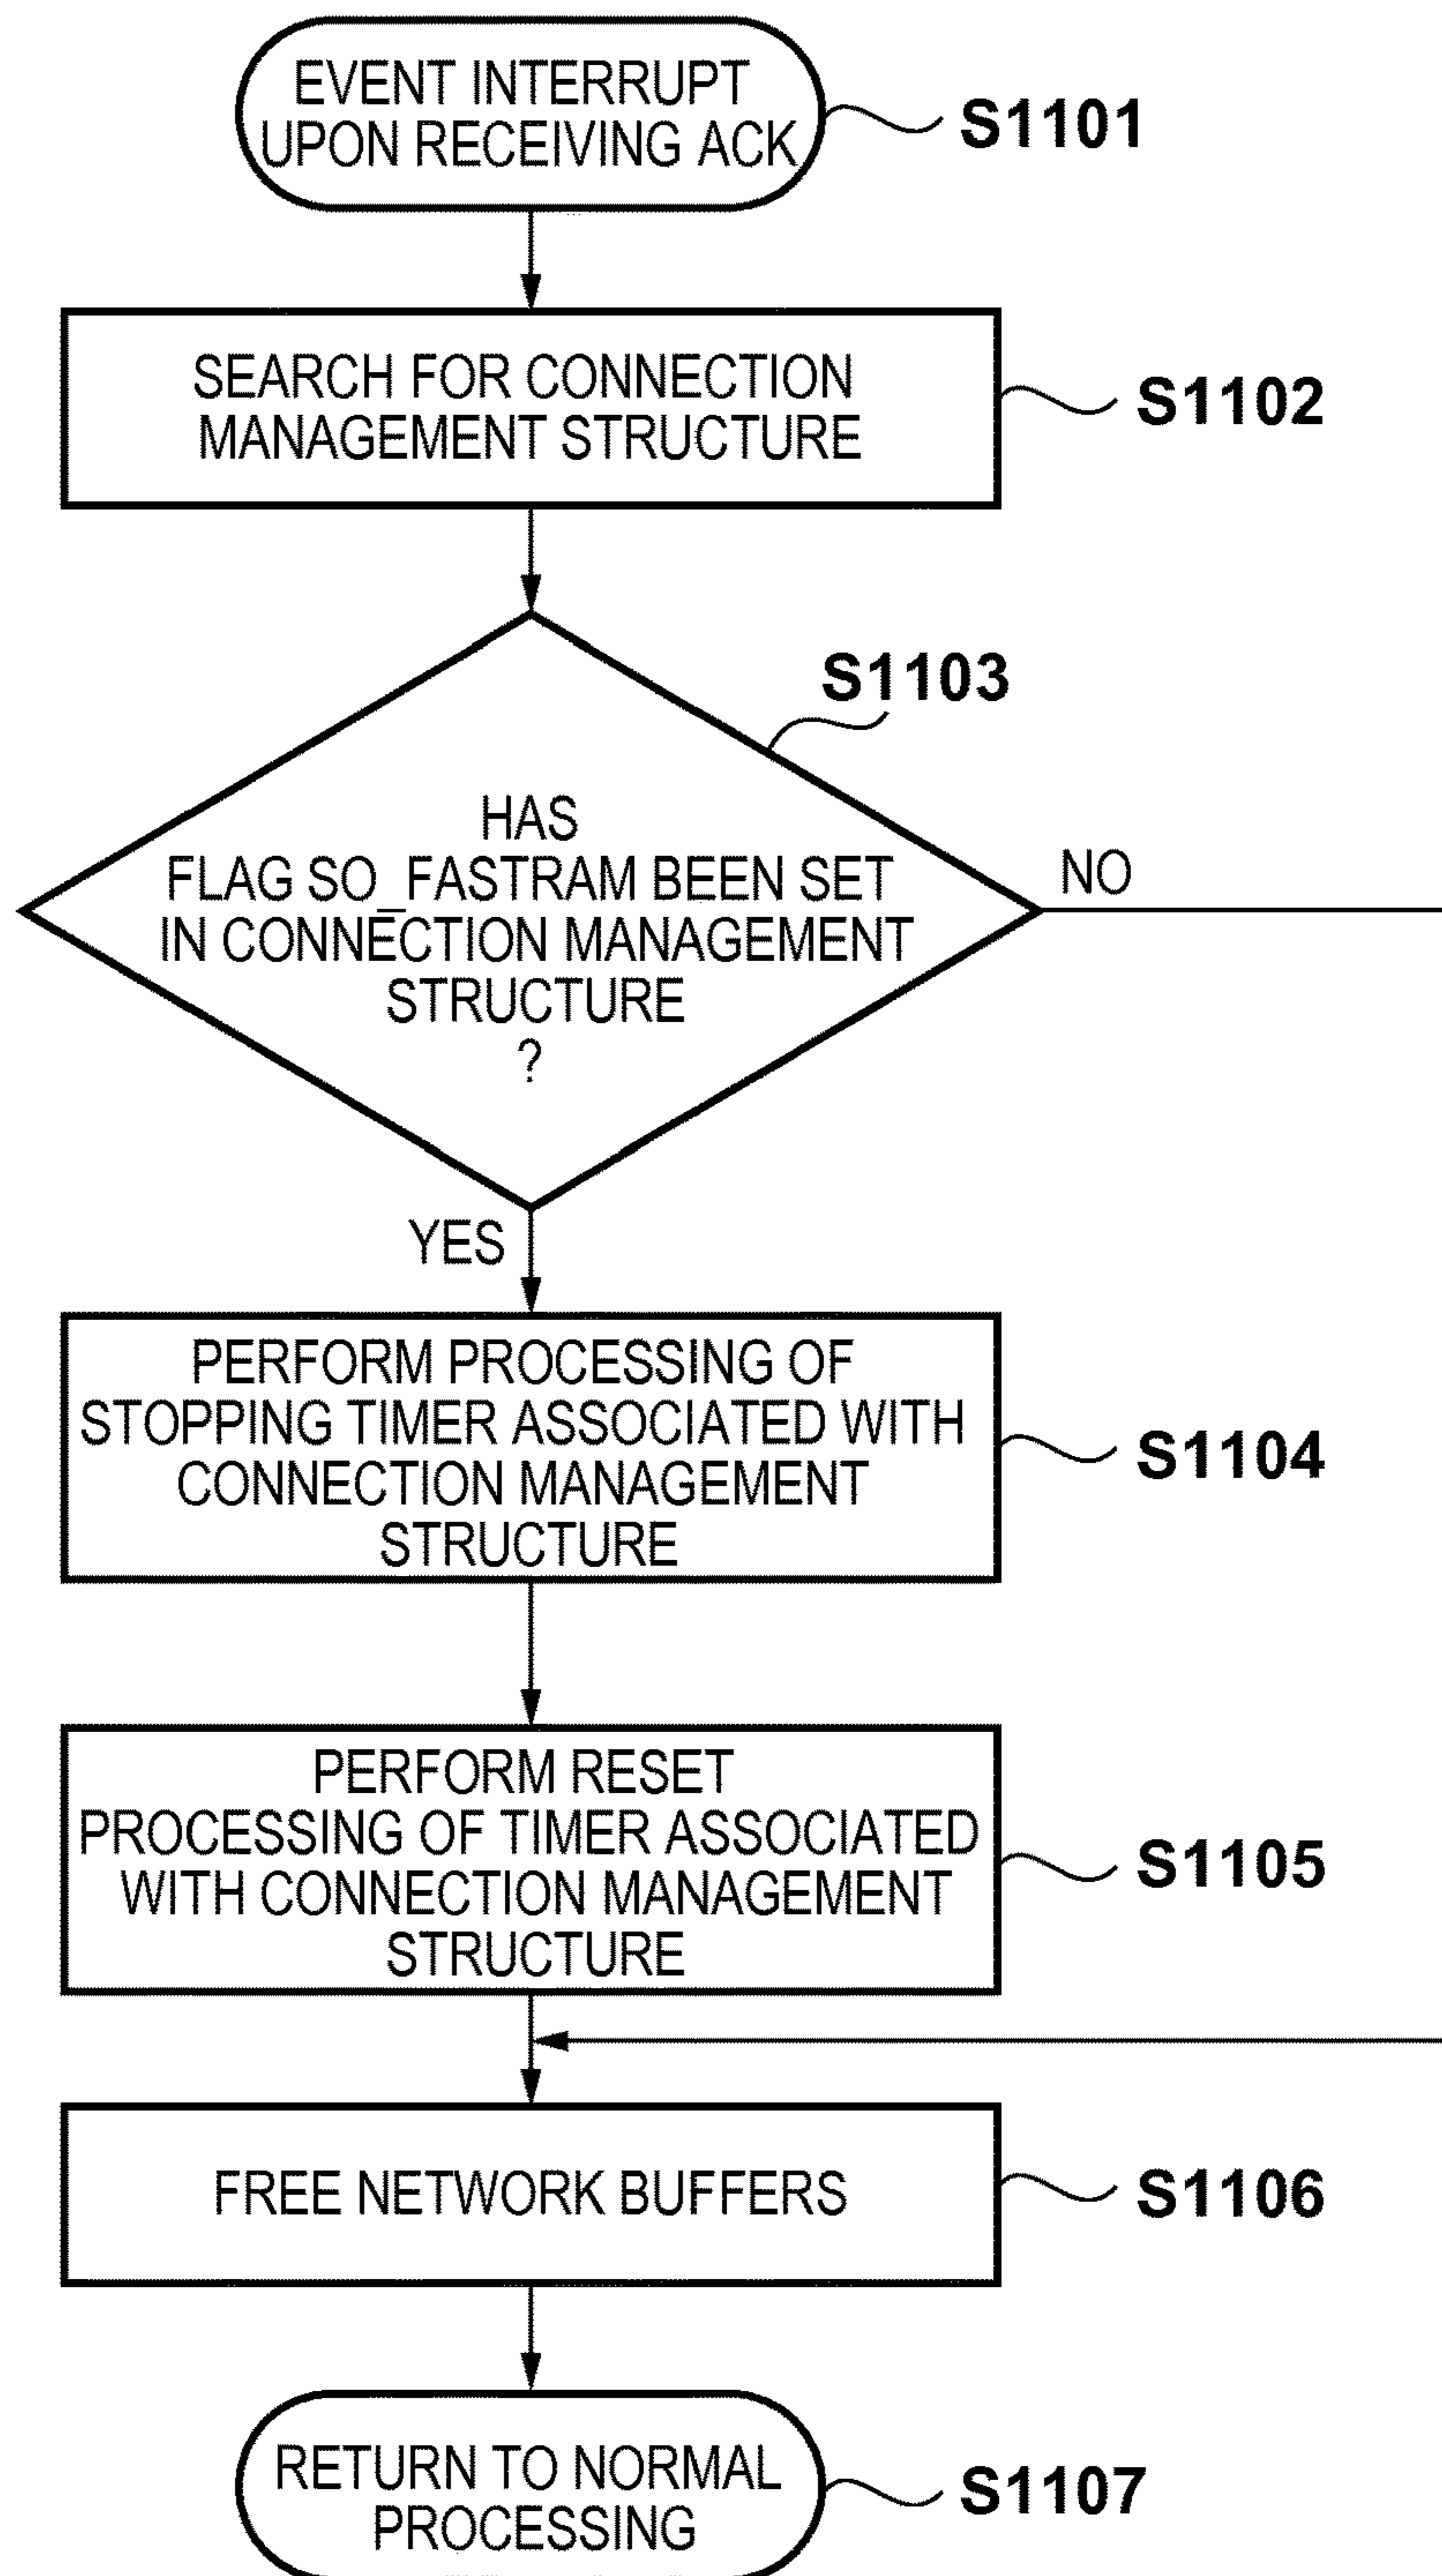 EVENT INTERRUPT
UPON RECEIVING ACK
S1101
SEARCH FOR CONNECTION
MANAGEMENT STRUCTURE
S1102
S1103
HAS
FLAG SO_FASTRAM BEEN SET
IN CONNECTION MANAGEMENT
STRUCTURE
?
NO
YES
PERFORM PROCESSING OF
STOPPING TIMER ASSOCIATED WITH
CONNECTION MANAGEMENT
STRUCTURE
S1104
PERFORM RESET
PROCESSING OF TIMER ASSOCIATED
WITH CONNECTION MANAGEMENT
STRUCTURE
S1105
FREE NETWORK BUFFERS
S1106
RETURN TO NORMAL
PROCESSING
S1107